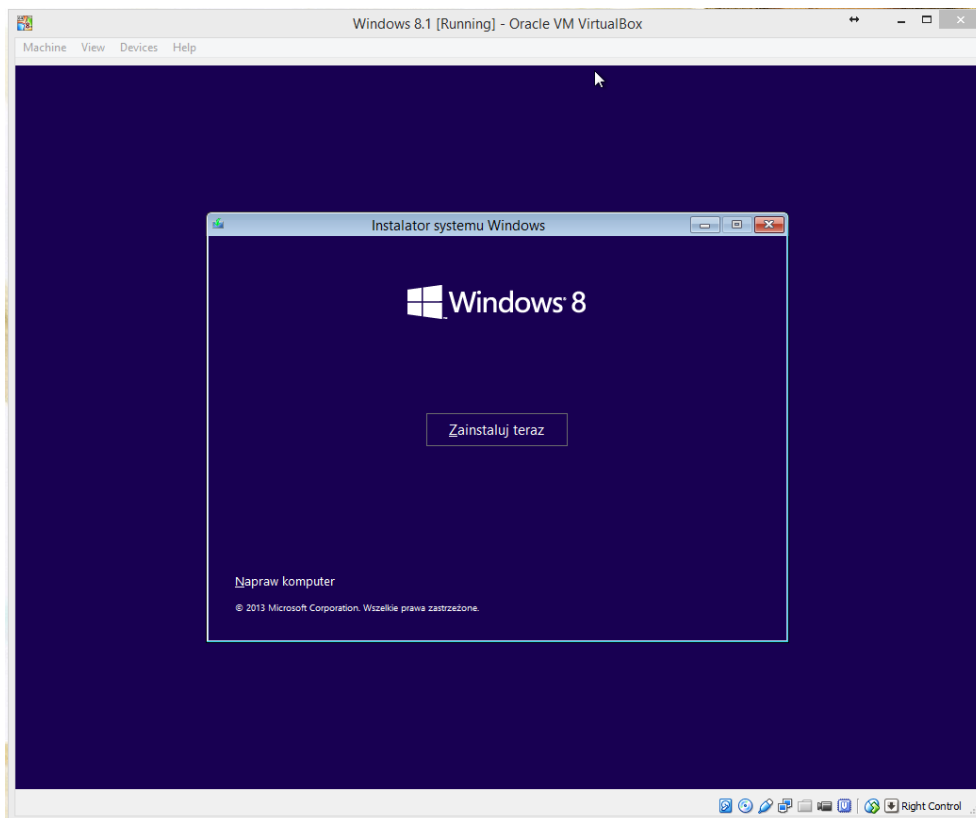 Windows 8.1 [Running] - Oracle VM VirtualBox
Machine View Devices Help
Instalator systemu Windows
Windows 8
Zainstaluj teraz
Napraw komputer
© 2013 Microsoft Corporation. Wszelkie prawa zastrzeżone.
Right Control